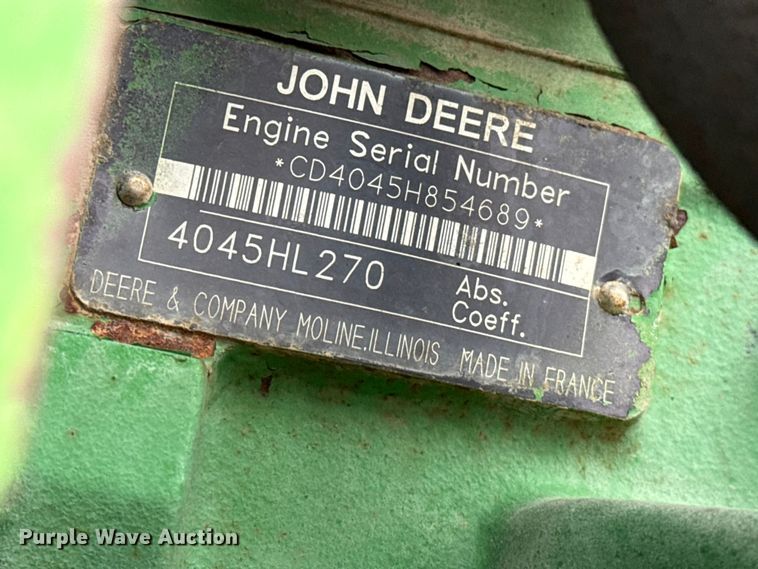 JOHN DEERE
Engine Serial Number
*CD4045H854689*
4045HL270
Abs.
Coeff.
DEERE & COMPANY MOLINE,ILLINOIS MADE IN FRANCE
Purple Wave Auction®